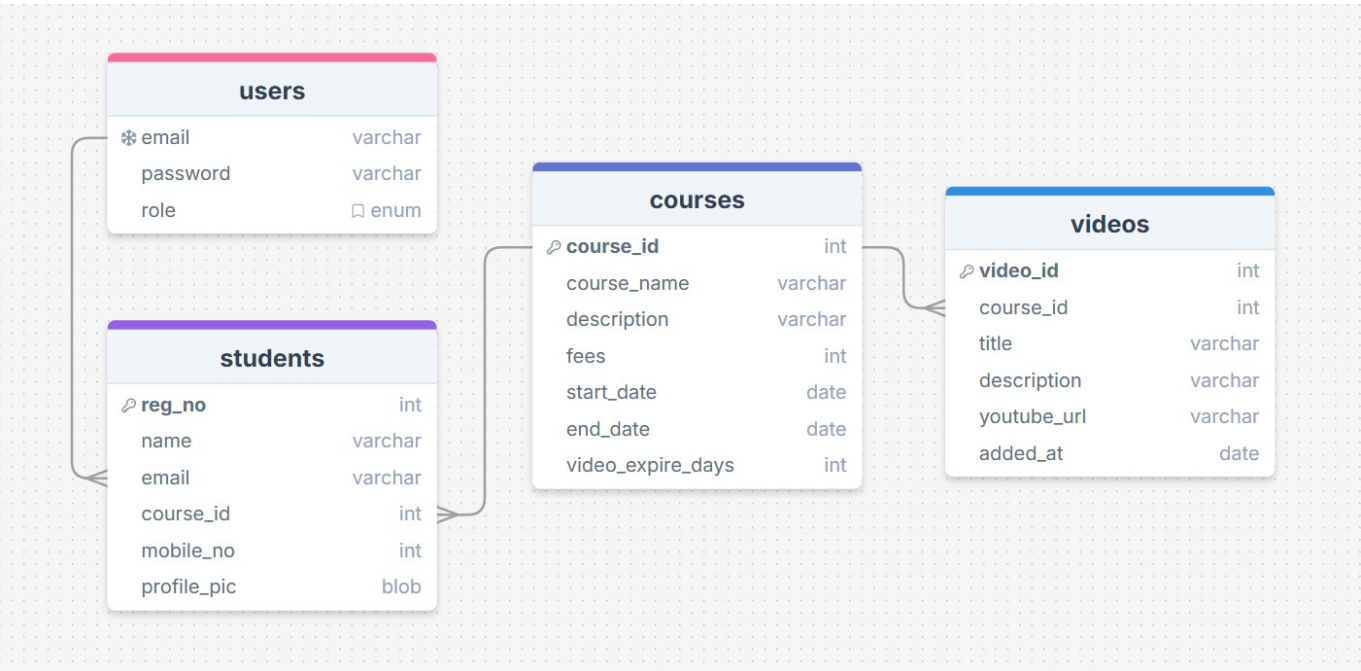 users
email varchar
password varchar
role enum
students
reg_no int
name varchar
email varchar
course_id int
mobile_no int
profile_pic blob
courses
course_id int
course_name varchar
description varchar
fees int
start_date date
end_date date
video_expire_days int
videos
video_id int
course_id int
title varchar
description varchar
youtube_url varchar
added_at date